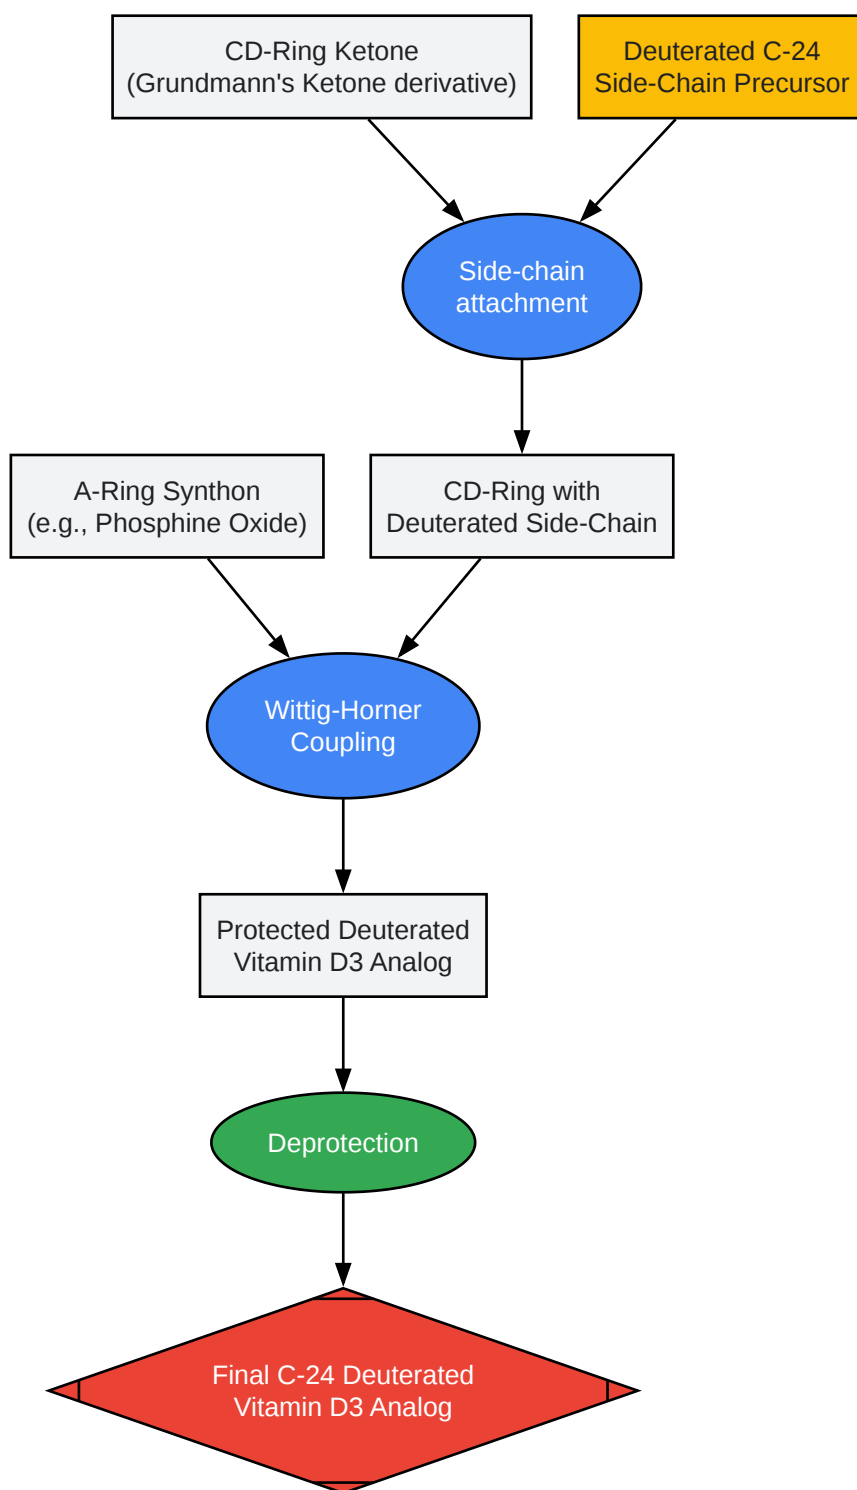 CD-Ring Ketone
(Grundmann's Ketone derivative)
Deuterated C-24
Side-Chain Precursor
Side-chain
attachment
A-Ring Synthon
(e.g., Phosphine Oxide)
CD-Ring with
Deuterated Side-Chain
Wittig-Horner
Coupling
Protected Deuterated
Vitamin D3 Analog
Deprotection
Final C-24 Deuterated
Vitamin D3 Analog